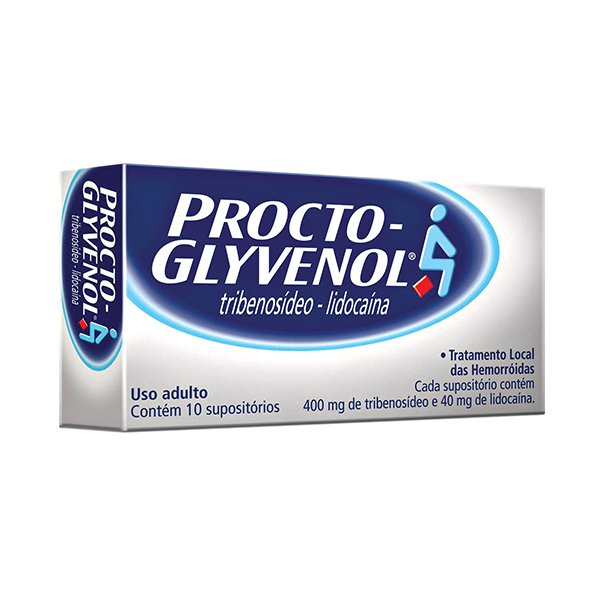 PROCTO-
GLYVENOL®
tribenosídeo - lidocaína
PROCTO-
GLYVENOL®
tribenosídeo - lidocaína
• Tratamento Local
das Hemorróidas
Cada supositório contém
400 mg de tribenosídeo e 40 mg de lidocaína.
Uso adulto
Contém 10 supositórios